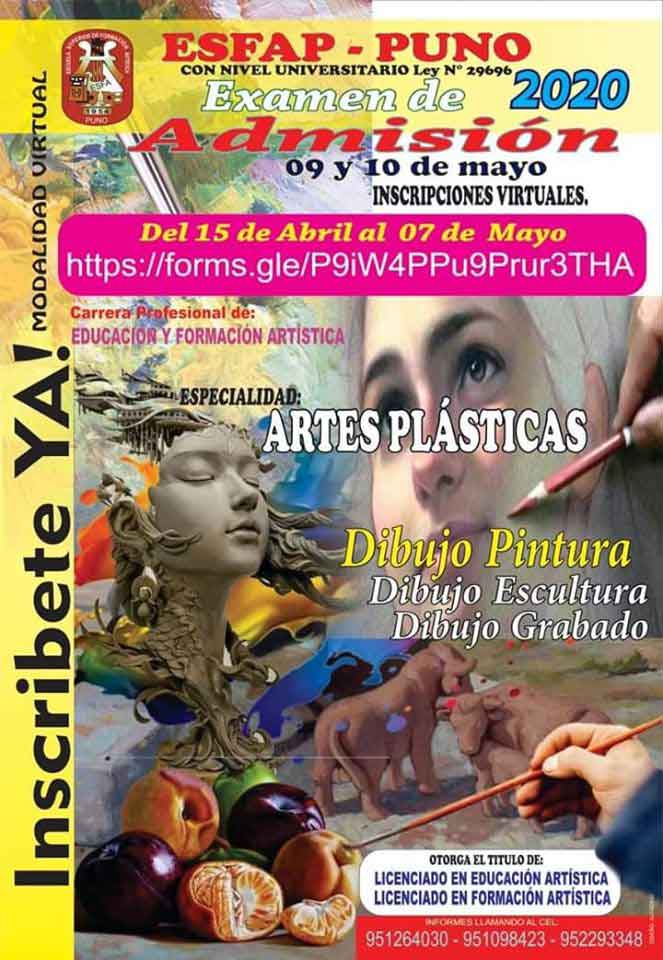 ESFAP - PUNO
CON NIVEL UNIVERSITARIO Ley N° 29696
Examen de
2020
Admisión
09 y 10 de mayo
INSCRIPCIONES VIRTUALES.
Del 15 de Abril al 07 de Mayo
https://forms.gle/P9iW4PPu9Prur3THA
Inscribete YA!
MODALIDAD VIRTUAL
Carrera Profesional de:
EDUCACION Y FORMACIÓN ARTÍSTICA
ESPECIALIDAD:
ARTES PLÁSTICAS
Dibujo Pintura
Dibujo Escultura
Dibujo Grabado
OTORGA EL TITULO DE:
LICENCIADO EN EDUCACIÓN ARTÍSTICA
LICENCIADO EN FORMACIÓN ARTÍSTICA
INFORMES LLAMANDO AL CEL:
951264030 - 951098423 - 952293348
PUNO